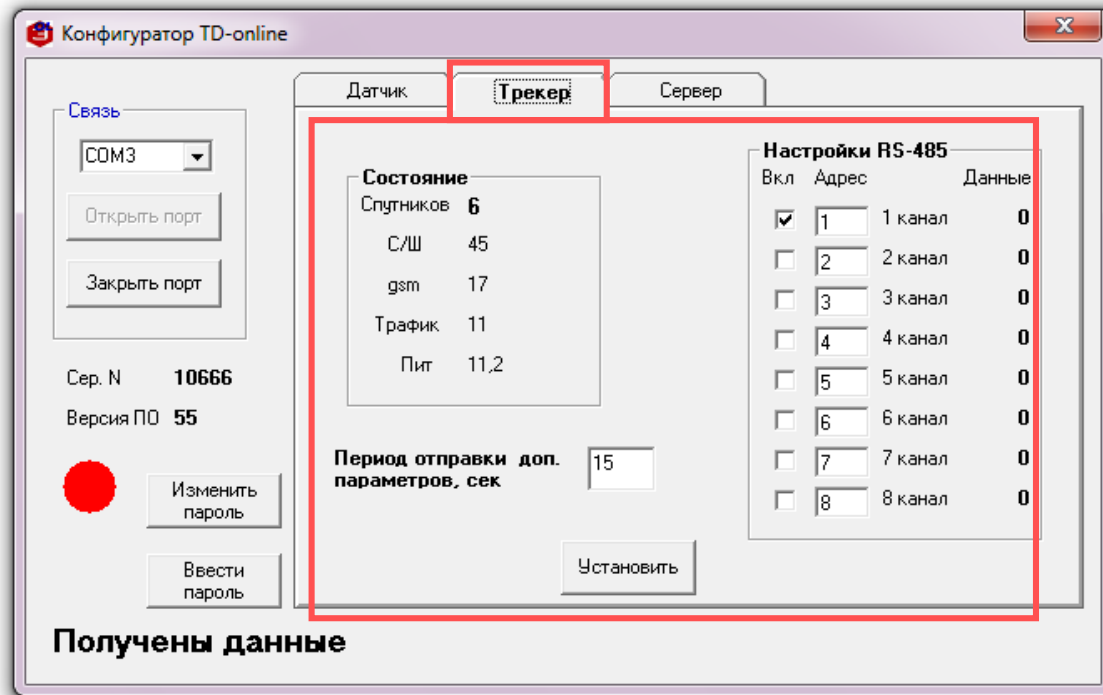 Конфигуратор TD-online
Связь
COM3
Открыть порт
Закрыть порт
Сер. N 10666
Версия ПО 55
Изменить
пароль
Ввести
пароль
Получены данные
Датчик Трекер Сервер
Состояние
Спутников 6
С/Ш 45
gsm 17
Трафик 11
Пит 11,2
Период отправки доп.
параметров, сек
15
Установить
Настройки RS-485
Вкл Адрес Данные
1 1 канал 0
2 2 канал 0
3 3 канал 0
4 4 канал 0
5 5 канал 0
6 6 канал 0
7 7 канал 0
8 8 канал 0